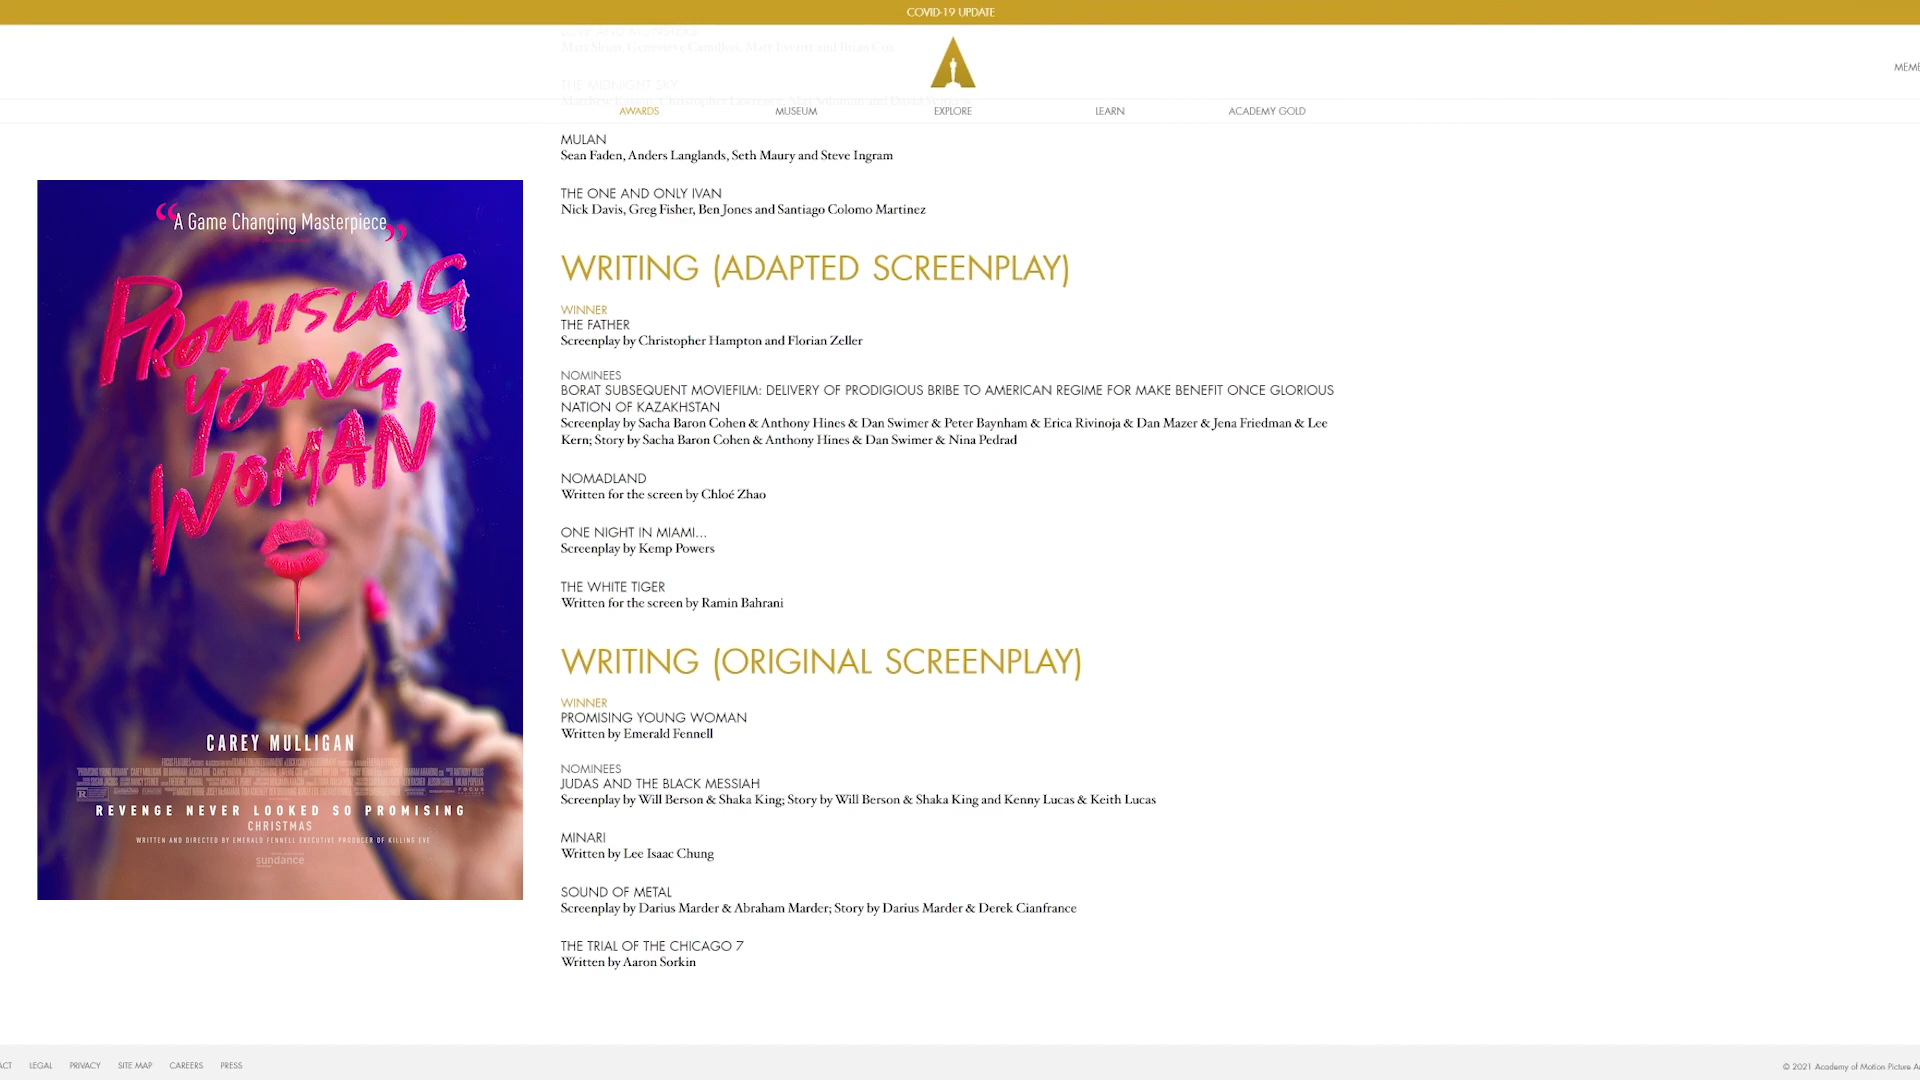 COVID-19 UPDATE
THE MIDNIGHT SKY
MEMB
AWARDS
MUSEUM
EXPLORE
LEARN
ACADEMY GOLD
MULAN
Sean Faden, Anders Langlands, Seth Maury and Steve Ingram
THE ONE AND ONLY IVAN
Nick Davis, Greg Fisher, Ben Jones and Santiago Colomo Martinez
“A Game Changing Masterpiece”
PROMISING
YOUNG
WOMAN
CAREY MULLIGAN
REVENGE NEVER LOOKED SO PROMISING
CHRISTMAS
WRITTEN AND DIRECTED BY EMERALD FENNELL EXECUTIVE PRODUCER OF KILLING EVE
sundance
WRITING (ADAPTED SCREENPLAY)
WINNER
THE FATHER
Screenplay by Christopher Hampton and Florian Zeller
NOMINEES
BORAT SUBSEQUENT MOVIEFILM: DELIVERY OF PRODIGIOUS BRIBE TO AMERICAN REGIME FOR MAKE BENEFIT ONCE GLORIOUS
NATION OF KAZAKHSTAN
Screenplay by Sacha Baron Cohen & Anthony Hines & Dan Swimer & Peter Baynham & Erica Rivinoja & Dan Mazer & Jena Friedman & Lee
Kern; Story by Sacha Baron Cohen & Anthony Hines & Dan Swimer & Nina Pedrad
NOMADLAND
Written for the screen by Chloé Zhao
ONE NIGHT IN MIAMI...
Screenplay by Kemp Powers
THE WHITE TIGER
Written for the screen by Ramin Bahrani
WRITING (ORIGINAL SCREENPLAY)
WINNER
PROMISING YOUNG WOMAN
Written by Emerald Fennell
NOMINEES
JUDAS AND THE BLACK MESSIAH
Screenplay by Will Berson & Shaka King; Story by Will Berson & Shaka King and Kenny Lucas & Keith Lucas
MINARI
Written by Lee Isaac Chung
SOUND OF METAL
Screenplay by Darius Marder & Abraham Marder; Story by Darius Marder & Derek Cianfrance
THE TRIAL OF THE CHICAGO 7
Written by Aaron Sorkin
ACT
LEGAL
PRIVACY
SITE MAP
CAREERS
PRESS
© 2021 Academy of Motion Picture A